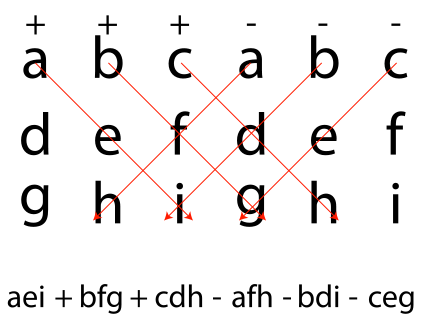 + + + - - -
a b c a b c
d e f d e f
g h i g h i
aei + bfg + cdh - afh - bdi - ceg